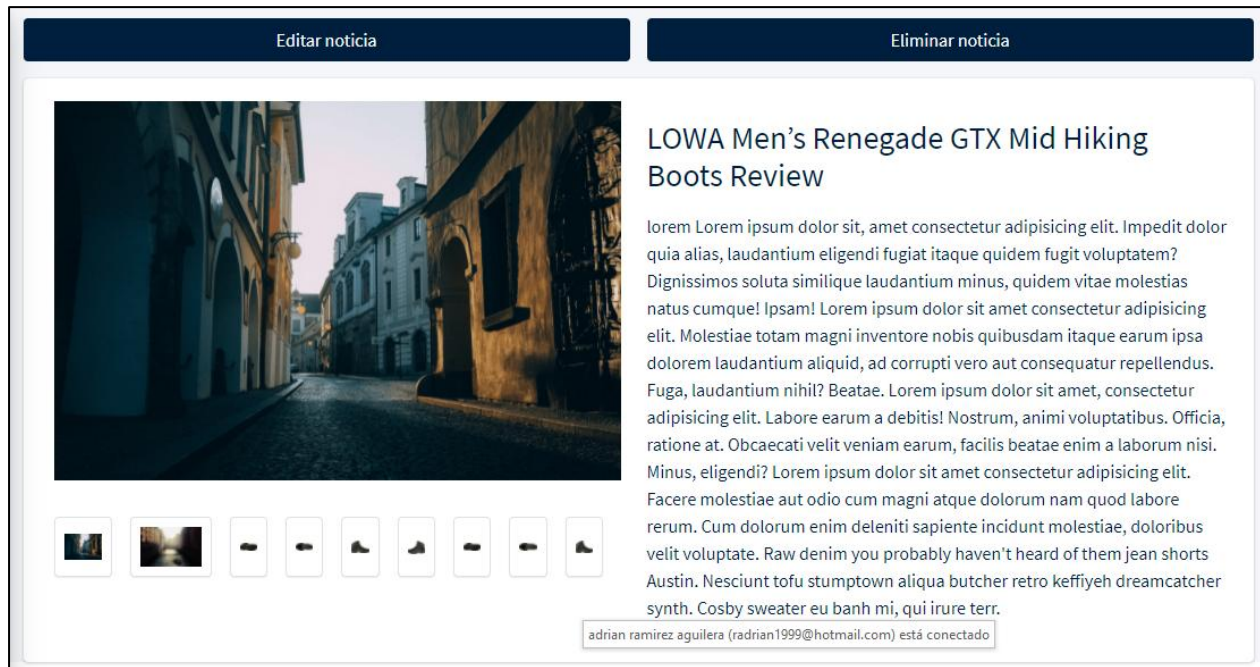 Editar noticia
Eliminar noticia
LOWA Men’s Renegade GTX Mid Hiking
Boots Review
lorem Lorem ipsum dolor sit, amet consectetur adipisicing elit. Impedit dolor
quia alias, laudantium eligendi fugiat itaque quidem fugit voluptatem?
Dignissimos soluta similique laudantium minus, quidem vitae molestias
natus cumque! Ipsam! Lorem ipsum dolor sit amet consectetur adipisicing
elit. Molestiae totam magni inventore nobis quibusdam itaque earum ipsa
dolorem laudantium aliquid, ad corrupti vero aut consequatur repellendus.
Fuga, laudantium nihil? Beatae. Lorem ipsum dolor sit amet, consectetur
adipisicing elit. Labore earum a debitis! Nostrum, animi voluptatibus. Officia,
ratione at. Obcaecati velit veniam earum, facilis beatae enim a laborum nisi.
Minus, eligendi? Lorem ipsum dolor sit amet consectetur adipisicing elit.
Facere molestiae aut odio cum magni atque dolorum nam quod labore
rerum. Cum dolorum enim deleniti sapiente incidunt molestiae, doloribus
velit voluptate. Raw denim you probably haven't heard of them jean shorts
Austin. Nesciunt tofu stumptown aliqua butcher retro keffiyeh dreamcatcher
synth. Cosby sweater eu banh mi, qui irure terr.
adrian ramirez aguilera (radrian1999@hotmail.com) está conectado